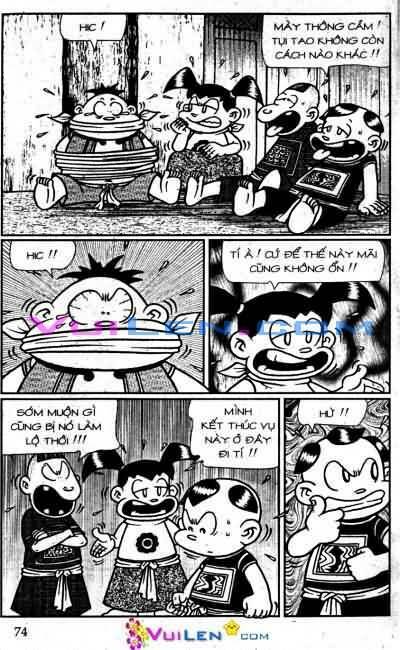 HIC !
MÀY THÔNG CẢM !
TỤI TAO KHÔNG CÒN
CÁCH NÀO KHÁC !!
HIC !!
TÍ À ! CỨ ĐỂ THẾ NÀY MÃI
CŨNG KHÔNG ỔN !!
VUILEN.COM
SỚM MUỘN GÌ
CŨNG BỊ NÓ LÀM
LỘ THÔI !!!
MÌNH
KẾT THÚC VỤ
NÀY Ở ĐÂY
ĐI TÍ !!
HỪ !!
74
VUILEN.COM